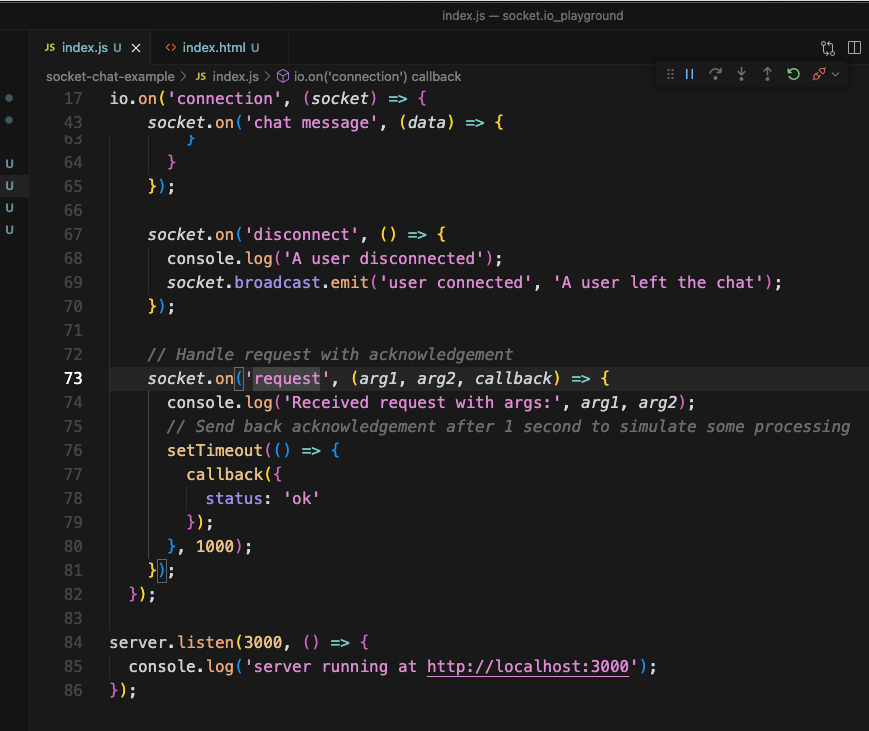 index.js — socket.io_playground
JS index.js U × <> index.html U
socket-chat-example > JS index.js > io.on('connection') callback
17 io.on('connection', (socket) => {
43 socket.on('chat message', (data) => {
63 }
64 }
65 });
66
67 socket.on('disconnect', () => {
68 console.log('A user disconnected');
69 socket.broadcast.emit('user connected', 'A user left the chat');
70 });
71
72 // Handle request with acknowledgement
73 socket.on('request', (arg1, arg2, callback) => {
74 console.log('Received request with args:', arg1, arg2);
75 // Send back acknowledgement after 1 second to simulate some processing
76 setTimeout(() => {
77 callback({
78 status: 'ok'
79 });
80 }, 1000);
81 });
82 });
83
84 server.listen(3000, () => {
85 console.log('server running at http://localhost:3000');
86 });
U
U
U
U